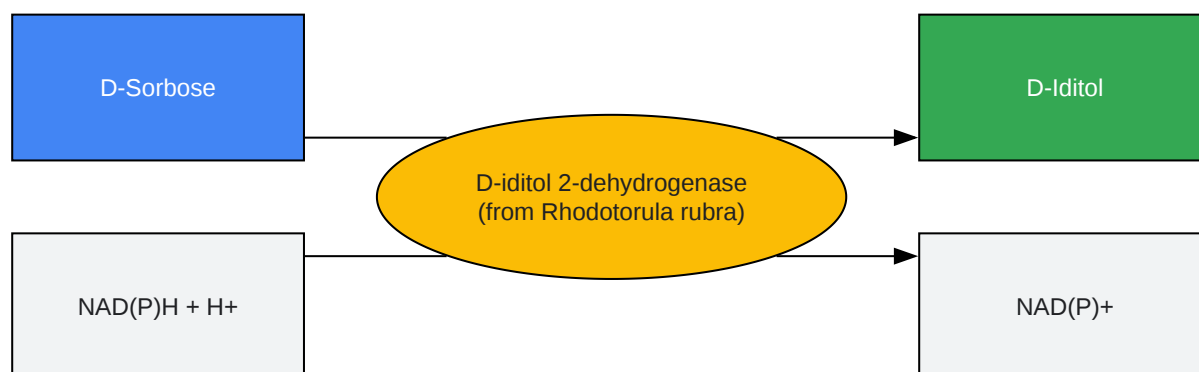 D-Sorbose
D-Iditol
D-iditol 2-dehydrogenase
(from Rhodotorula rubra)
NAD(P)H + H+
NAD(P)+